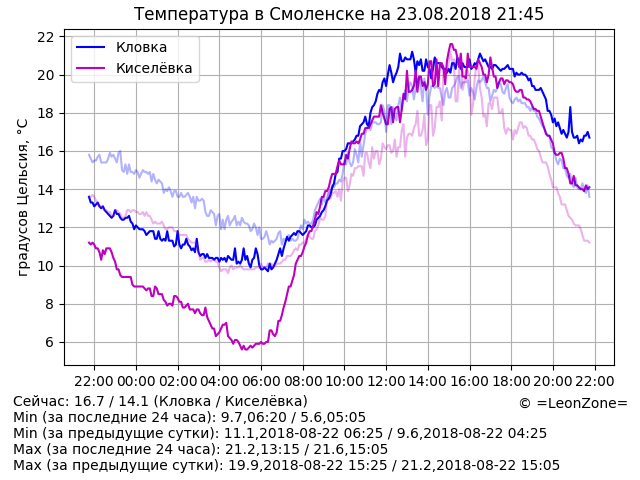 Температура в Смоленске на 23.08.2018 21:45
Кловка
Киселёвка
градусов Цельсия, °C
22
20
18
16
14
12
10
8
6
22:00 00:00 02:00 04:00 06:00 08:00 10:00 12:00 14:00 16:00 18:00 20:00 22:00
Сейчас: 16.7 / 14.1 (Кловка / Киселёвка)
© =LeonZone=
Min (за последние 24 часа): 9.7,06:20 / 5.6,05:05
Min (за предыдущие сутки): 11.1,2018-08-22 06:25 / 9.6,2018-08-22 04:25
Max (за последние 24 часа): 21.2,13:15 / 21.6,15:05
Max (за предыдущие сутки): 19.9,2018-08-22 15:25 / 21.2,2018-08-22 15:05